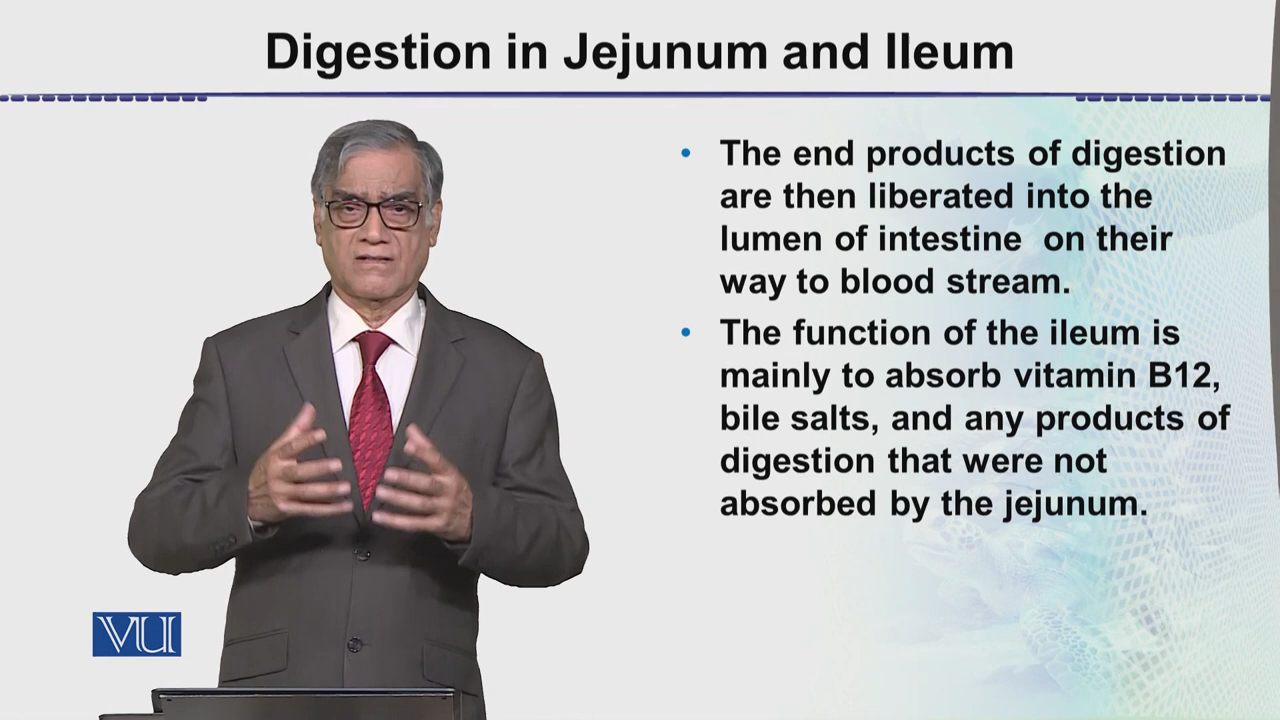 Digestion in Jejunum and Ileum
• The end products of digestion
are then liberated into the
lumen of intestine on their
way to blood stream.
• The function of the ileum is
mainly to absorb vitamin B12,
bile salts, and any products of
digestion that were not
absorbed by the jejunum.
VU